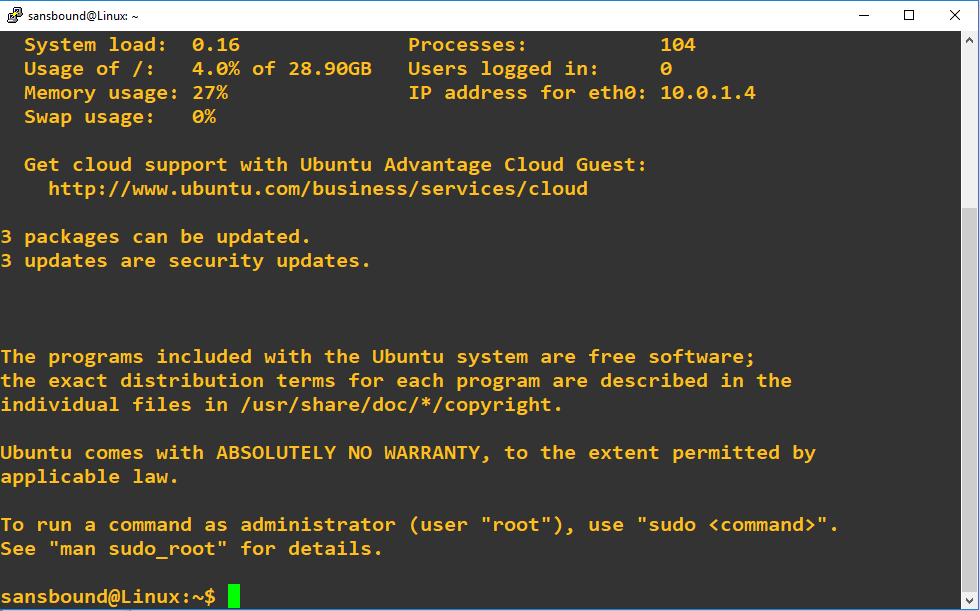 sansbound@Linux: ~
System load: 0.16 Processes: 104
Usage of /: 4.0% of 28.90GB Users logged in: 0
Memory usage: 27% IP address for eth0: 10.0.1.4
Swap usage: 0%
Get cloud support with Ubuntu Advantage Cloud Guest:
http://www.ubuntu.com/business/services/cloud
3 packages can be updated.
3 updates are security updates.
The programs included with the Ubuntu system are free software;
the exact distribution terms for each program are described in the
individual files in /usr/share/doc/*/copyright.
Ubuntu comes with ABSOLUTELY NO WARRANTY, to the extent permitted by
applicable law.
To run a command as administrator (user "root"), use "sudo <command>".
See "man sudo_root" for details.
sansbound@Linux:~$